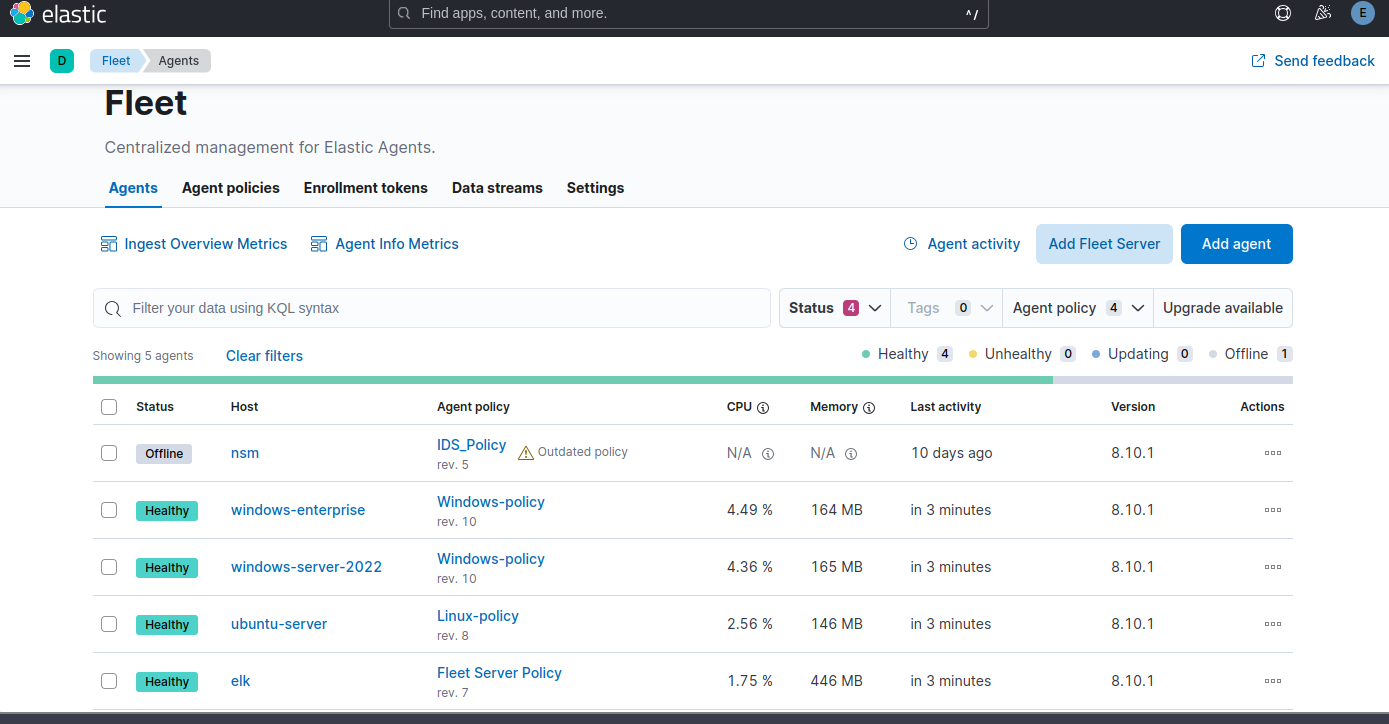 elastic
Find apps, content, and more.
^/
E
D
Fleet
Agents
Send feedback
Fleet
Centralized management for Elastic Agents.
Agents Agent policies Enrollment tokens Data streams Settings
Ingest Overview Metrics Agent Info Metrics Agent activity Add Fleet Server Add agent
Filter your data using KQL syntax Status 4 Tags 0 Agent policy 4 Upgrade available
Showing 5 agents Clear filters Healthy 4 Unhealthy 0 Updating 0 Offline 1
Status Host Agent policy CPU Memory Last activity Version Actions
Offline nsm IDS_Policy Outdated policy N/A N/A 10 days ago 8.10.1
rev. 5
Healthy windows-enterprise Windows-policy 4.49 % 164 MB in 3 minutes 8.10.1
rev. 10
Healthy windows-server-2022 Windows-policy 4.36 % 165 MB in 3 minutes 8.10.1
rev. 10
Healthy ubuntu-server Linux-policy 2.56 % 146 MB in 3 minutes 8.10.1
rev. 8
Healthy elk Fleet Server Policy 1.75 % 446 MB in 3 minutes 8.10.1
rev. 7